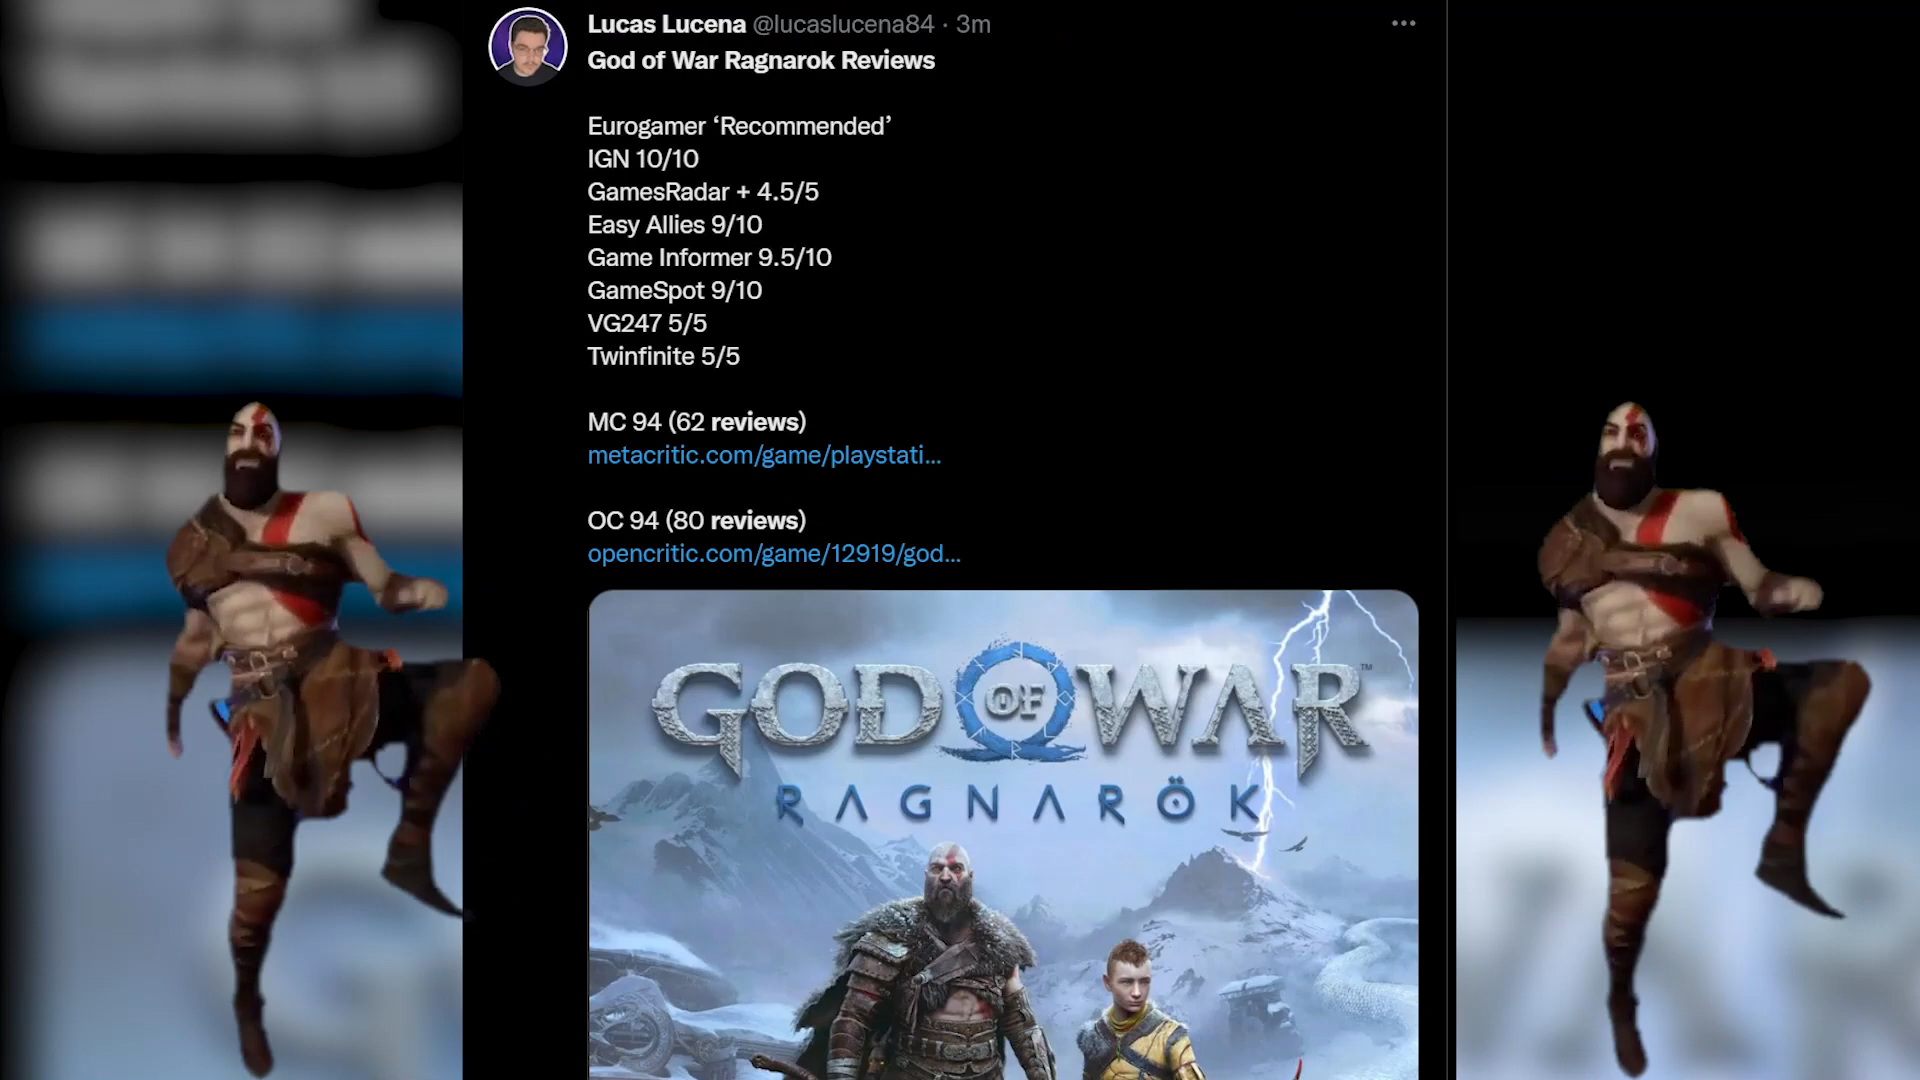 Lucas Lucena @lucaslucena84 · 3m
God of War Ragnarok Reviews
Eurogamer ‘Recommended’
IGN 10/10
GamesRadar + 4.5/5
Easy Allies 9/10
Game Informer 9.5/10
GameSpot 9/10
VG247 5/5
Twinfinite 5/5
MC 94 (62 reviews)
metacritic.com/game/playstati...
OC 94 (80 reviews)
opencritic.com/game/12919/god...
GOD OF WAR™
RAGNARÖK